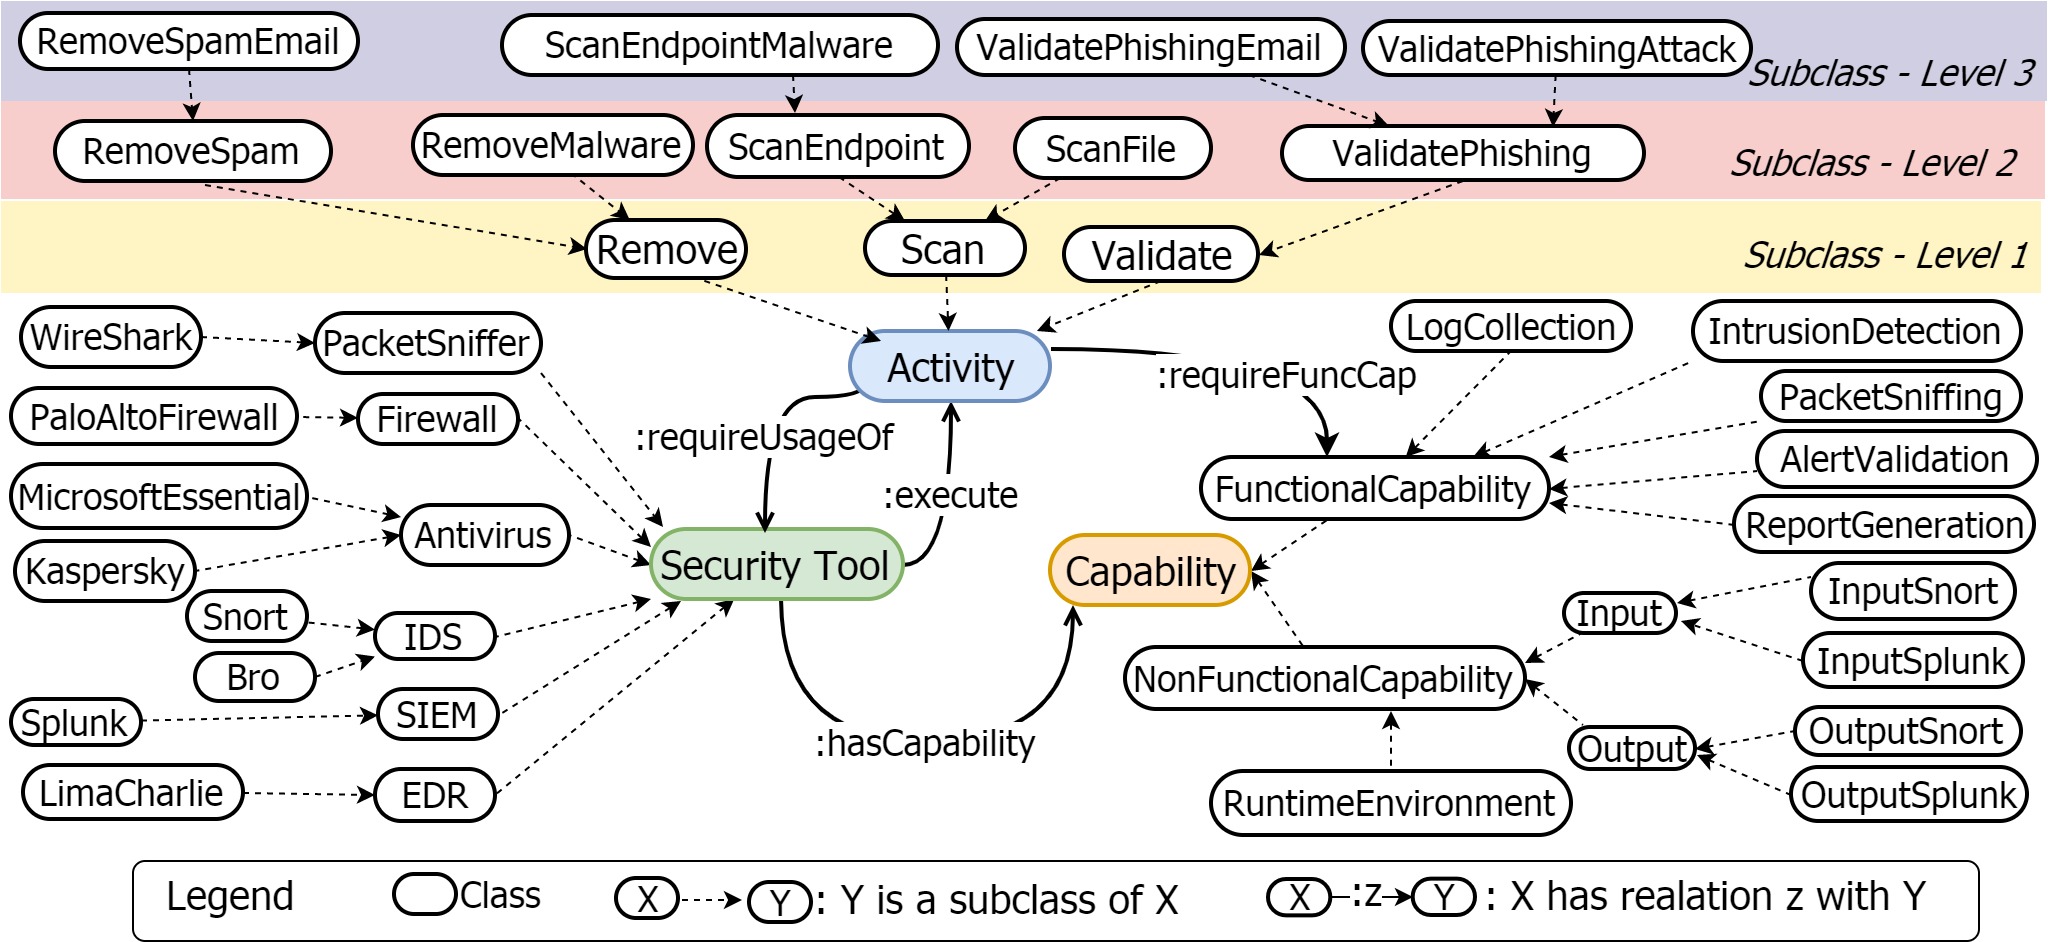 RemoveSpamEmail
ScanEndpointMalware
ValidatePhishingEmail
ValidatePhishingAttack
Subclass - Level 3
RemoveSpam
RemoveMalware
ScanEndpoint
ScanFile
ValidatePhishing
Subclass - Level 2
Remove
Scan
Validate
Subclass - Level 1
WireShark
PacketSniffer
Activity
LogCollection
IntrusionDetection
:requireFuncCap
PaloAltoFirewall
Firewall
PacketSniffing
:requireUsageOf
AlertValidation
MicrosoftEssential
:execute
FunctionalCapability
ReportGeneration
Antivirus
Kaspersky
Security Tool
Capability
Snort
IDS
Input
InputSnort
Bro
NonFunctionalCapability
InputSplunk
Splunk
SIEM
:hasCapability
Output
OutputSnort
LimaCharlie
EDR
RuntimeEnvironment
OutputSplunk
Legend
Class
X
Y
: Y is a subclass of X
X
:z
Y
: X has realation z with Y